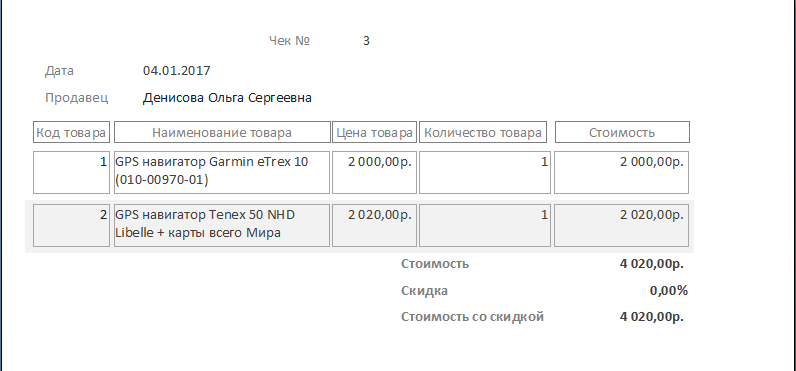 Чек № 3
Дата 04.01.2017
Продавец Денисова Ольга Сергеевна
Код товара Наименование товара Цена товара Количество товара Стоимость
1 GPS навигатор Garmin eTrex 10 2 000,00р. 1 2 000,00р.
(010-00970-01)
2 GPS навигатор Tenex 50 NHD 2 020,00р. 1 2 020,00р.
Libelle + карты всего Мира
Стоимость 4 020,00р.
Скидка 0,00%
Стоимость со скидкой 4 020,00р.